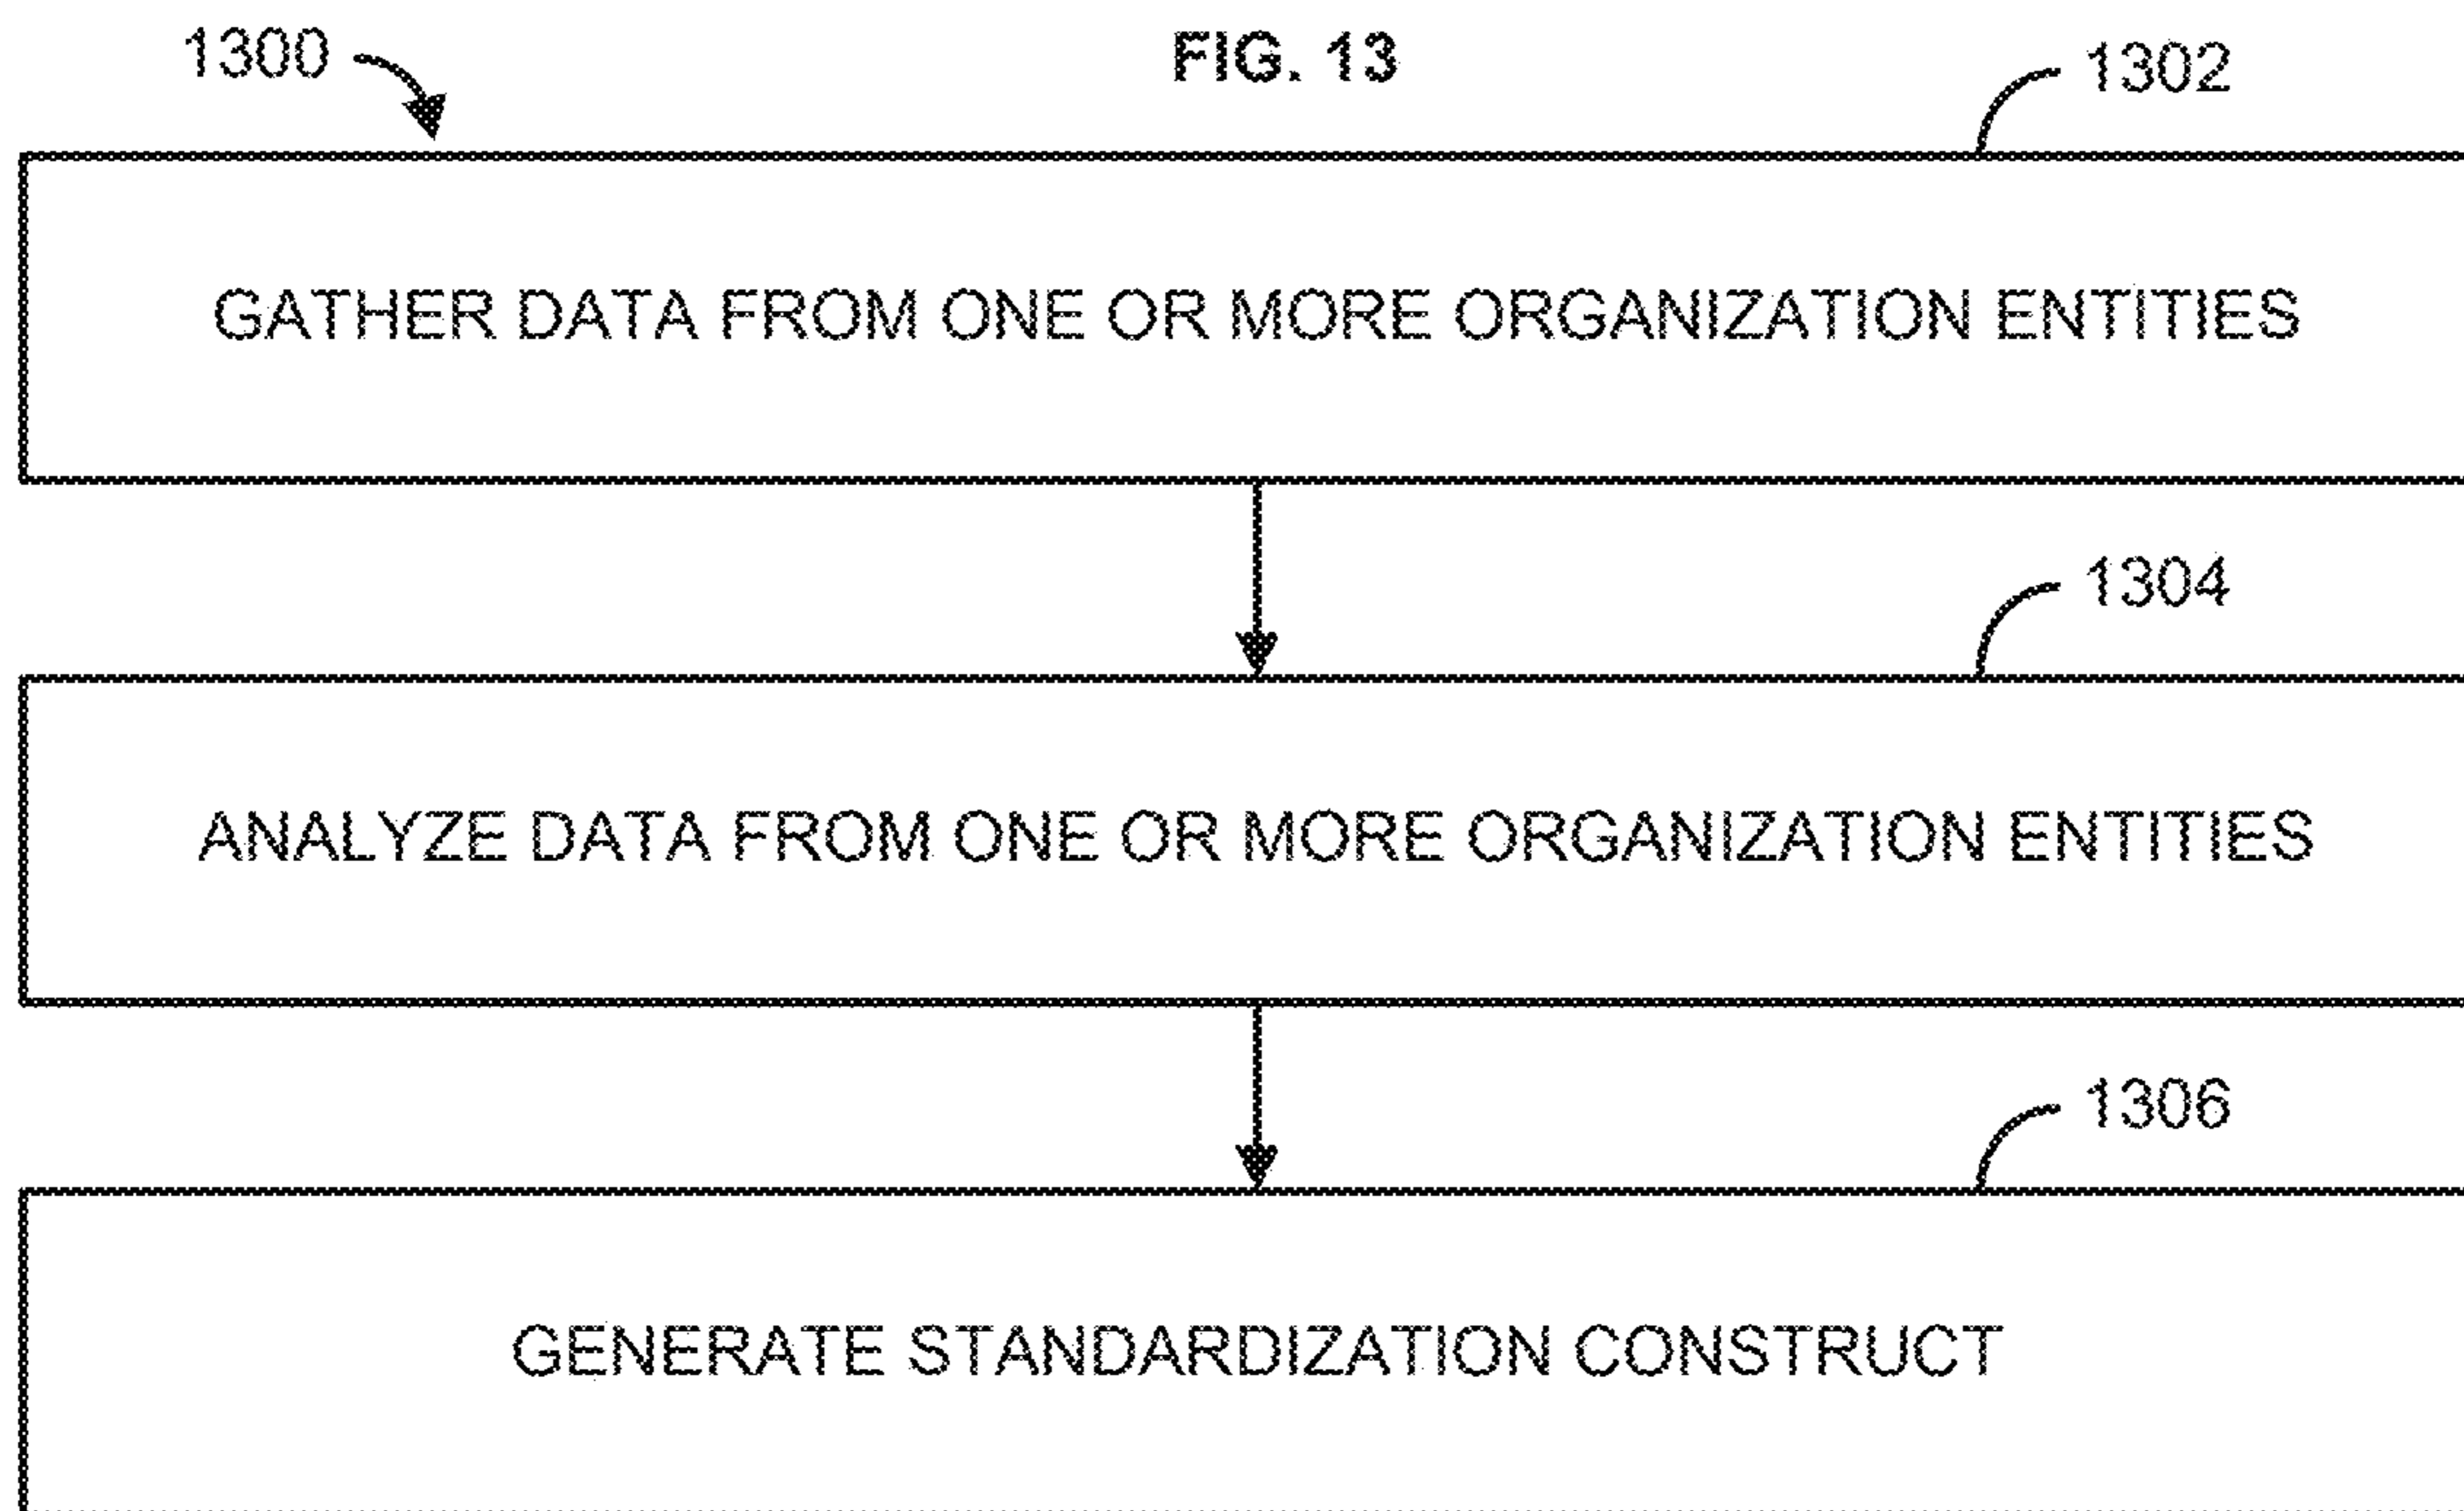 1300
FIG. 13
1302
GATHER DATA FROM ONE OR MORE ORGANIZATION ENTITIES
1304
ANALYZE DATA FROM ONE OR MORE ORGANIZATION ENTITIES
1306
GENERATE STANDARDIZATION CONSTRUCT